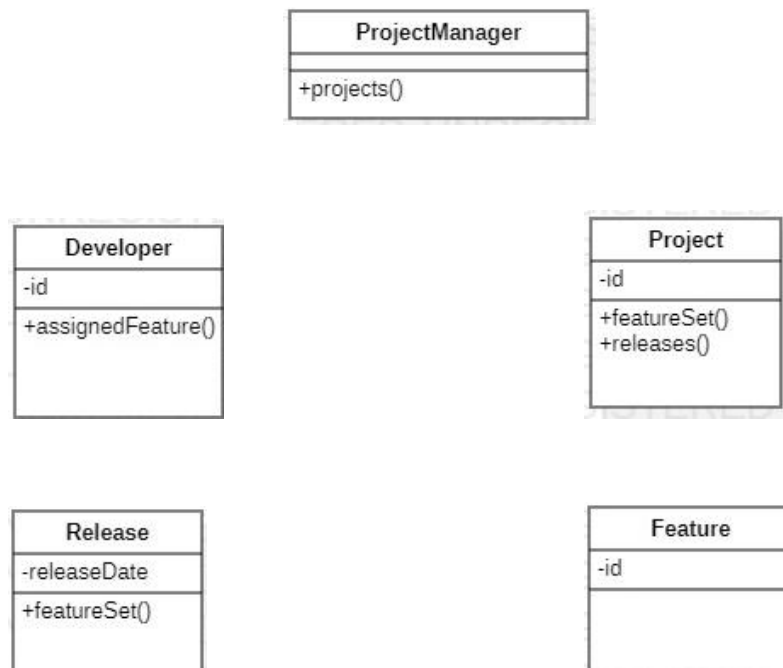 ProjectManager
+projects()
Developer
-id
+assignedFeature()
Project
-id
+featureSet()
+releases()
Release
-releaseDate
+featureSet()
Feature
-id